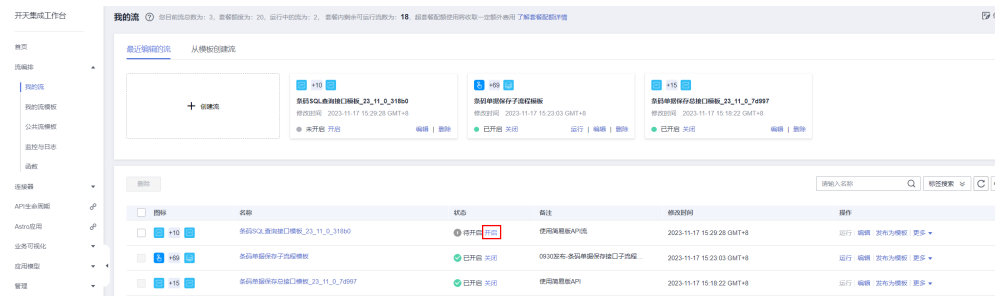 开天集成工作台
我的流 您目前流总数为: 3, 套餐额度为: 20, 运行中的流为: 2, 套餐内剩余可运行流数为: 18, 超套餐配额使用将收取一定额外费用 了解套餐配额详情
首页
流编排
我的流
我的流模板
公共流模板
监控与日志
函数
连接器
API生命周期
Astro应用
业务可视化
应用模型
管理
最近编辑的流 从模板创建流
+ 创建流
+10
条码SQL查询接口模板_23_11_0_318b0
修改时间 2023-11-17 15:29:28 GMT+8
未开启 开启 编辑 | 删除
+69
条码单据保存子流程模板
修改时间 2023-11-17 15:23:03 GMT+8
已开启 关闭 运行 | 编辑 | 删除
+15
条码单据保存总接口模板_23_11_0_7d997
修改时间 2023-11-17 15:18:22 GMT+8
已开启 关闭 编辑 | 删除
删除 请输入名称 标签搜索
图标 名称 状态 备注 修改时间 操作
+10 条码SQL查询接口模板_23_11_0_318b0 待开启 开启 使用简易版API流 2023-11-17 15:29:28 GMT+8 运行 | 编辑 | 发布为模板 | 更多
+69 条码单据保存子流程模板 已开启 关闭 0930发布-条码单据保存接口子流程... 2023-11-17 15:23:03 GMT+8 运行 | 编辑 | 发布为模板 | 更多
+15 条码单据保存总接口模板_23_11_0_7d997 已开启 关闭 使用简易版API 2023-11-17 15:18:22 GMT+8 运行 | 编辑 | 发布为模板 | 更多